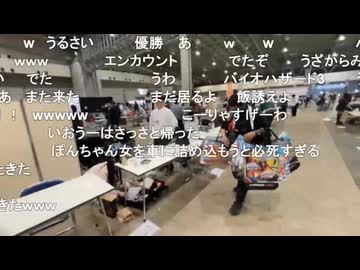 w うるさい 優勝 あ w w
www エンカウント でたぞ うざがらみ
い でた うわ バイオハザード3
あ また来た まだ居るよ 飯誘えよ
！！ wwwww こーりゃすげーわ
いおうーはさっさと帰った
ぽんちゃん女を車に詰め込もうと必死すぎる
たきた
きたwww